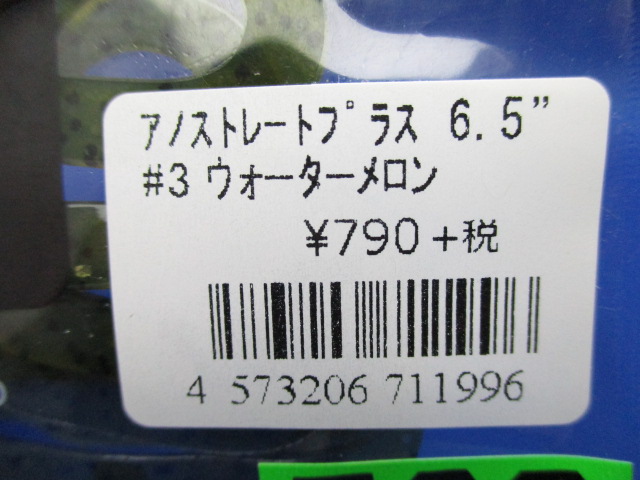 アノストレートプラス 6.5”
#3 ウォーターメロン
¥790+税
4 573206 711996